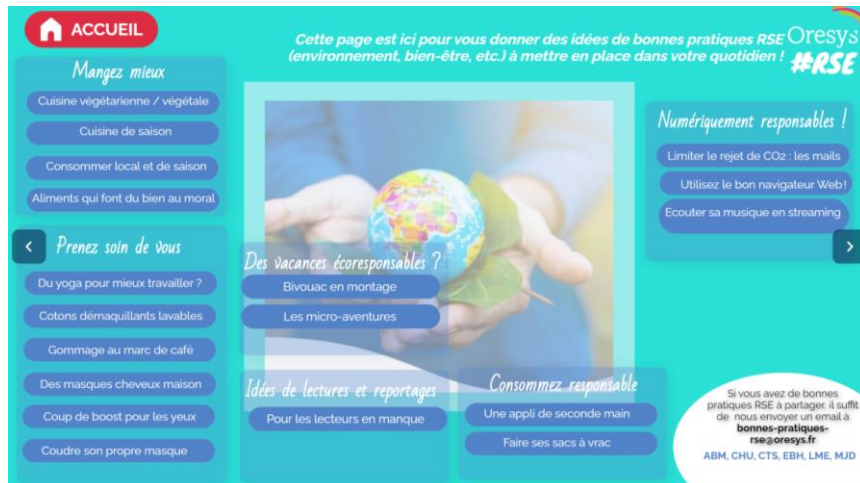 ACCUEIL
Cette page est ici pour vous donner des idées de bonnes pratiques RSE
(environnement, bien-être, etc.) à mettre en place dans votre quotidien !
Oresys
#RSE
Mangez mieux
Cuisine végétarienne / végétale
Cuisine de saison
Consommer local et de saison
Aliments qui font du bien au moral
Prenez soin de vous
Du yoga pour mieux travailler ?
Cotons démaquillants lavables
Gommage au marc de café
Des masques cheveux maison
Coup de boost pour les yeux
Coudre son propre masque
Des vacances écoresponsables ?
Bivouac en montage
Les micro-aventures
Idées de lectures et reportages
Pour les lecteurs en manque
Consommez responsable
Une appli de seconde main
Faire ses sacs à vrac
Numériquement responsables !
Limiter le rejet de CO2 : les mails
Utilisez le bon navigateur Web !
Ecouter sa musique en streaming
Si vous avez de bonnes
pratiques RSE à partager, il suffit
de nous envoyer un email à
bonnes-pratiques-
rse@oresys.fr
ABM, CHU, CTS, EBH, LME, MJD